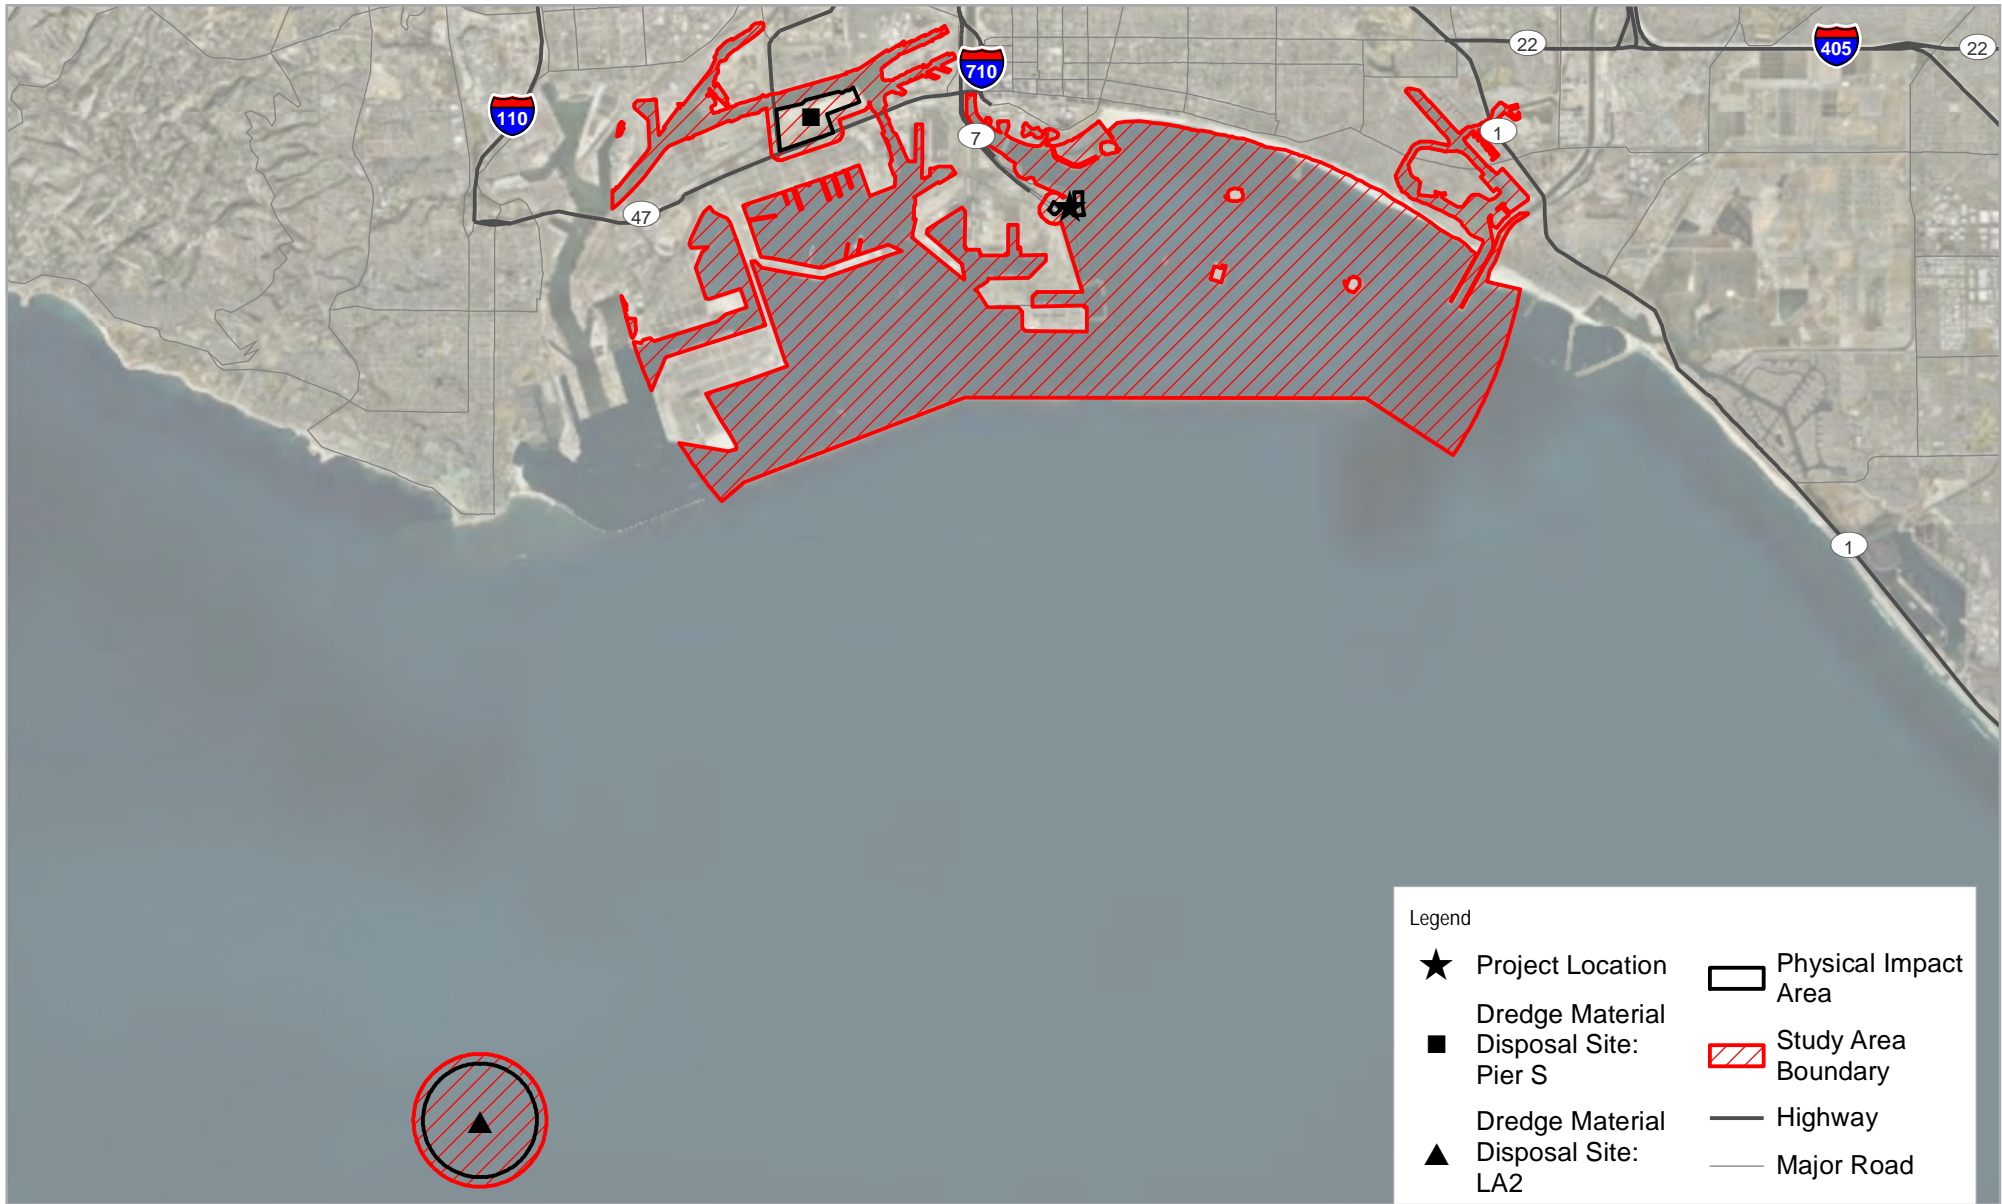 22
405
22
710
110
7
1
47
1
Legend
Project Location
Dredge Material
Disposal Site:
Pier S
Dredge Material
Disposal Site:
LA2
Physical Impact
Area
Study Area
Boundary
Highway
Major Road